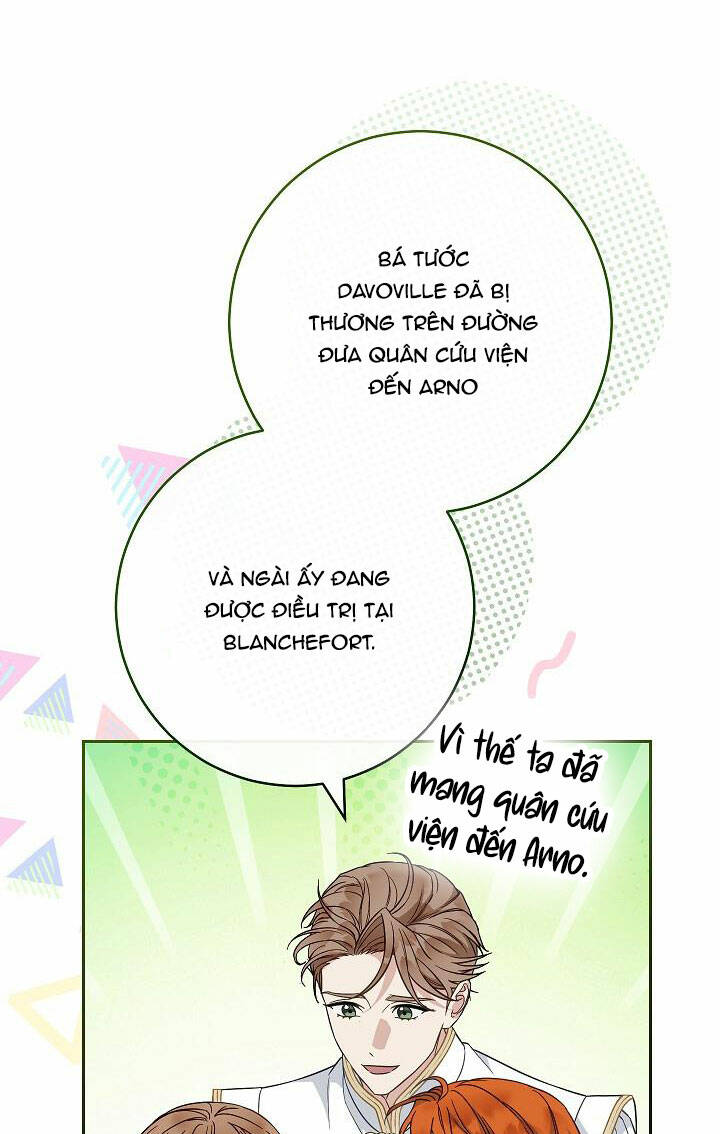 BÁ TƯỚC
DAVOVILLE ĐÃ BỊ
THƯƠNG TRÊN ĐƯỜNG
ĐƯA QUÂN CỨU VIỆN
ĐẾN ARNO
VÀ NGÀI ẤY ĐANG
ĐƯỢC ĐIỀU TRỊ TẠI
BLANCHEFORT.
Vì thế ta đã
mang quân cứu
viện đến Arno.